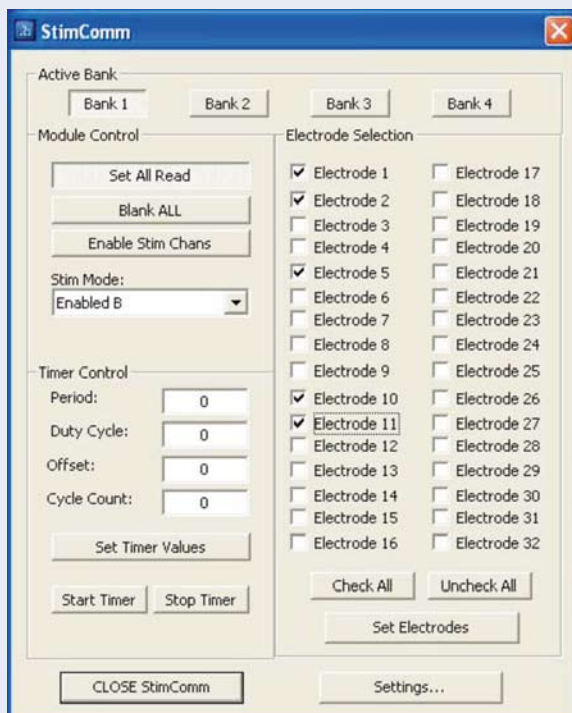 StimComm
Active Bank
Bank 1 Bank 2 Bank 3 Bank 4
Module Control
Set All Read
Blank ALL
Enable Stim Chans
Stim Mode:
Enabled B
Timer Control
Period: 0
Duty Cycle: 0
Offset: 0
Cycle Count: 0
Set Timer Values
Start Timer Stop Timer
Electrode Selection
Electrode 1 Electrode 17
Electrode 2 Electrode 18
Electrode 3 Electrode 19
Electrode 4 Electrode 20
Electrode 5 Electrode 21
Electrode 6 Electrode 22
Electrode 7 Electrode 23
Electrode 8 Electrode 24
Electrode 9 Electrode 25
Electrode 10 Electrode 26
Electrode 11 Electrode 27
Electrode 12 Electrode 28
Electrode 13 Electrode 29
Electrode 14 Electrode 30
Electrode 15 Electrode 31
Electrode 16 Electrode 32
Check All Uncheck All
Set Electrodes
CLOSE StimComm Settings...